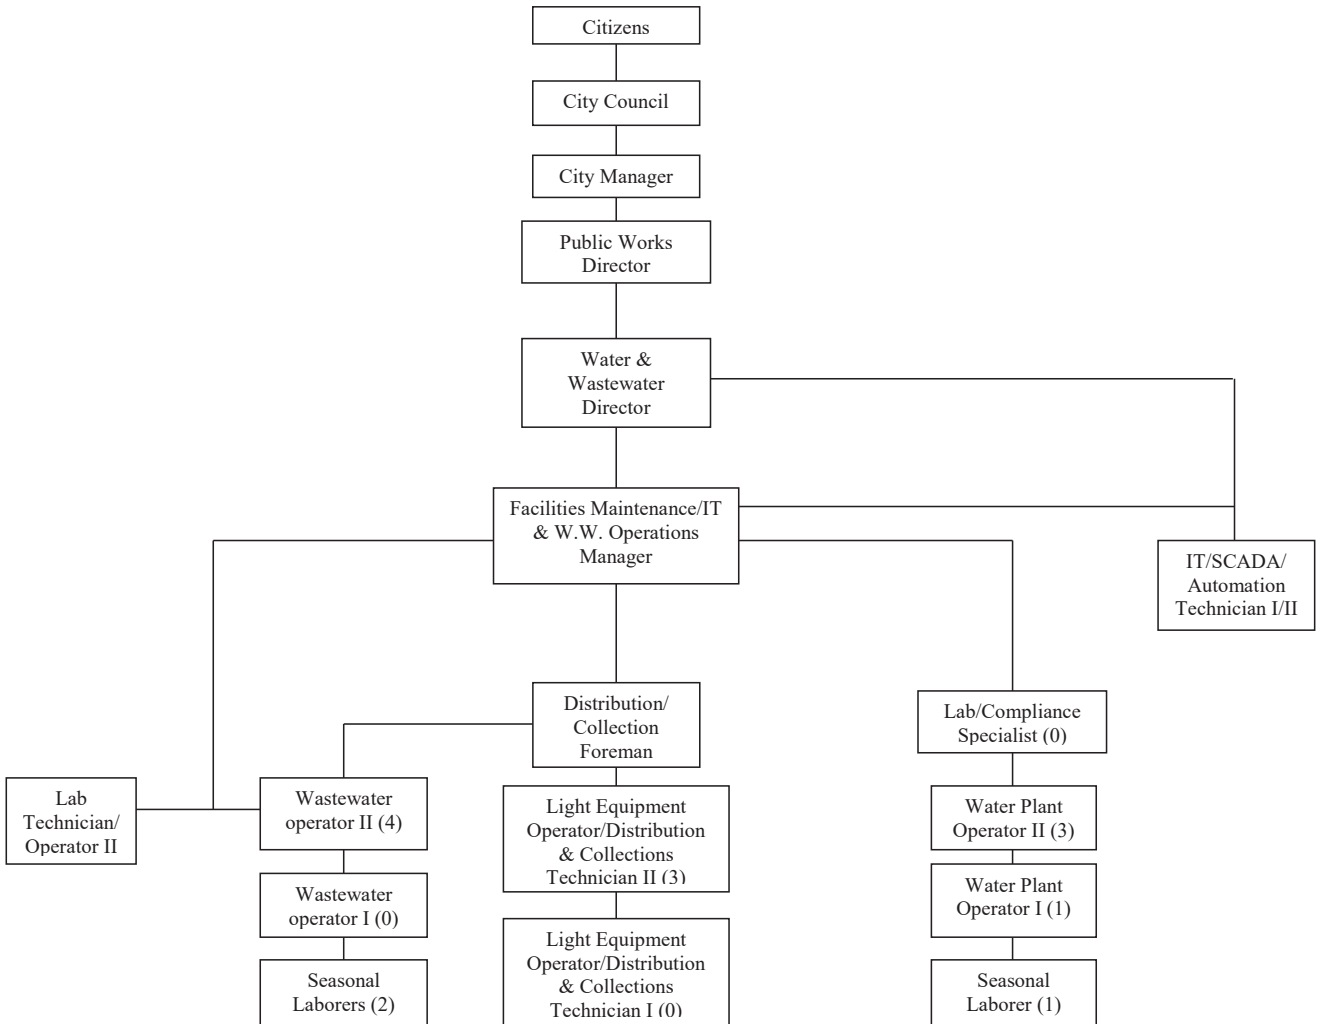 Citizens
City Council
City Manager
Public Works
Director
Water &
Wastewater
Director
Facilities Maintenance/IT
& W.W. Operations
Manager
IT/SCADA/
Automation
Technician I/II
Distribution/
Collection
Foreman
Lab/Compliance
Specialist (0)
Lab
Technician/
Operator II
Wastewater
operator II (4)
Light Equipment
Operator/Distribution
& Collections
Technician II (3)
Water Plant
Operator II (3)
Wastewater
operator I (0)
Water Plant
Operator I (1)
Light Equipment
Operator/Distribution
& Collections
Technician I (0)
Seasonal
Laborers (2)
Seasonal
Laborer (1)